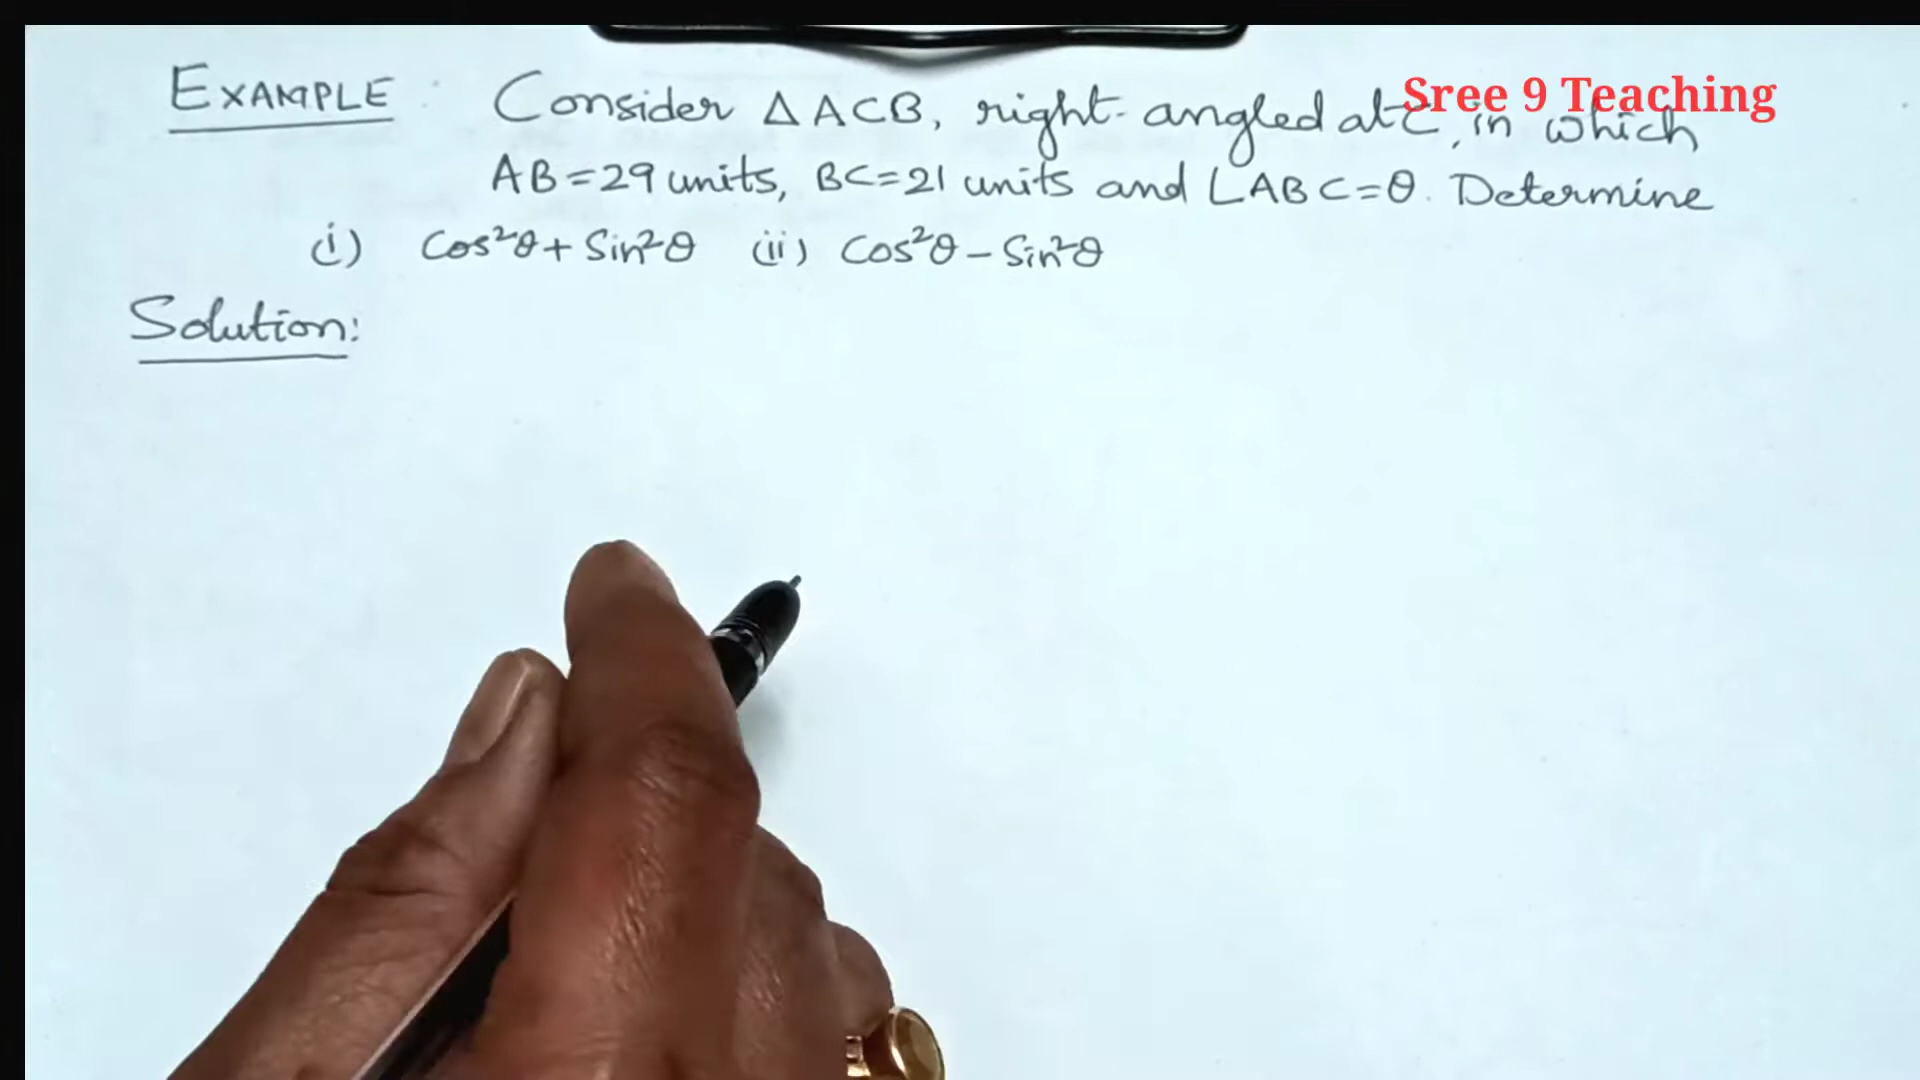 EXAMPLE : Consider △ACB, right-angled at C, in which
Sree 9 Teaching
AB=29 units, BC=21 units and ∟ABC=θ. Determine
(i) Cos²θ+Sin²θ (ii) Cos²θ-Sin²θ
Solution: